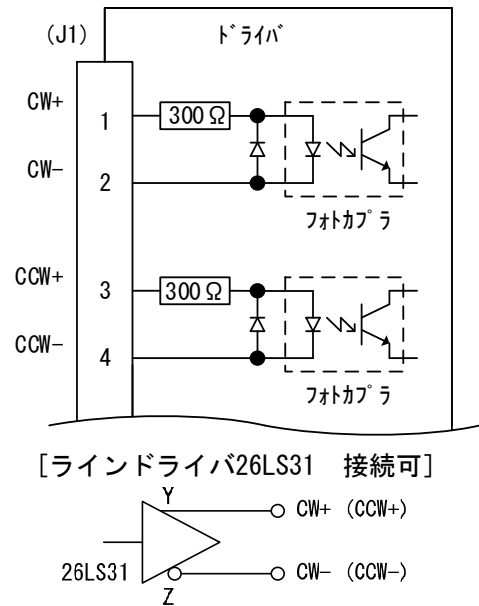 (J1)
ﾄﾞﾗｲﾊﾞ
CW+
1
300Ω
CW−
2
ﾌｫﾄｶﾌﾟﾗ
CCW+
3
300Ω
CCW−
4
ﾌｫﾄｶﾌﾟﾗ
[ラインドライバ26LS31　接続可]
Y
CW+ (CCW+)
26LS31
CW− (CCW−)
Z